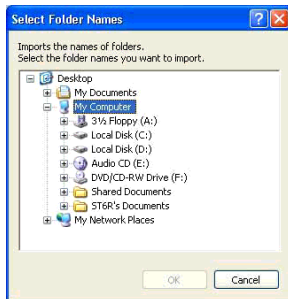 Select Folder Names
Imports the names of folders.
Select the folder names you want to import.
Desktop
My Documents
My Computer
3½ Floppy (A:)
Local Disk (C:)
Local Disk (D:)
Audio CD (E:)
DVD/CD-RW Drive (F:)
Shared Documents
ST6R's Documents
My Network Places
OK
Cancel